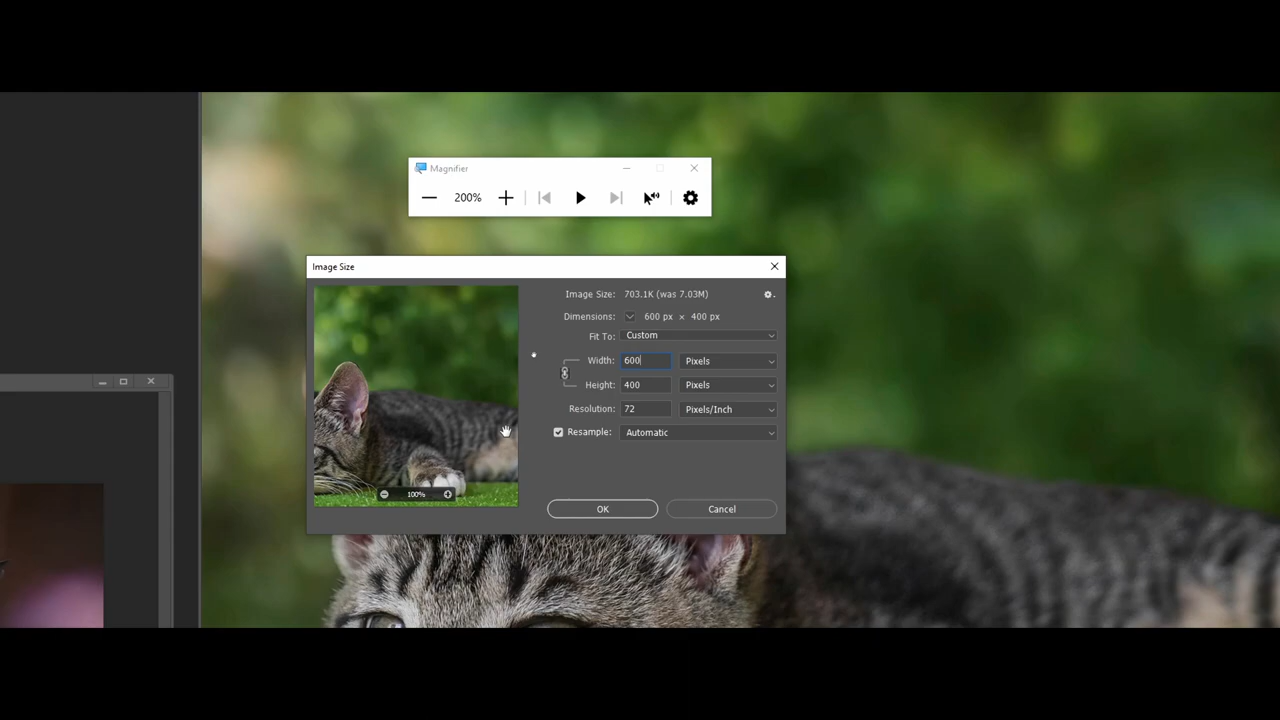 Magnifier
200%
Image Size
Image Size: 703.1K (was 7.03M)
Dimensions: 600 px × 400 px
Fit To: Custom
Width: 600 Pixels
Height: 400 Pixels
Resolution: 72 Pixels/Inch
Resample: Automatic
100%
OK Cancel